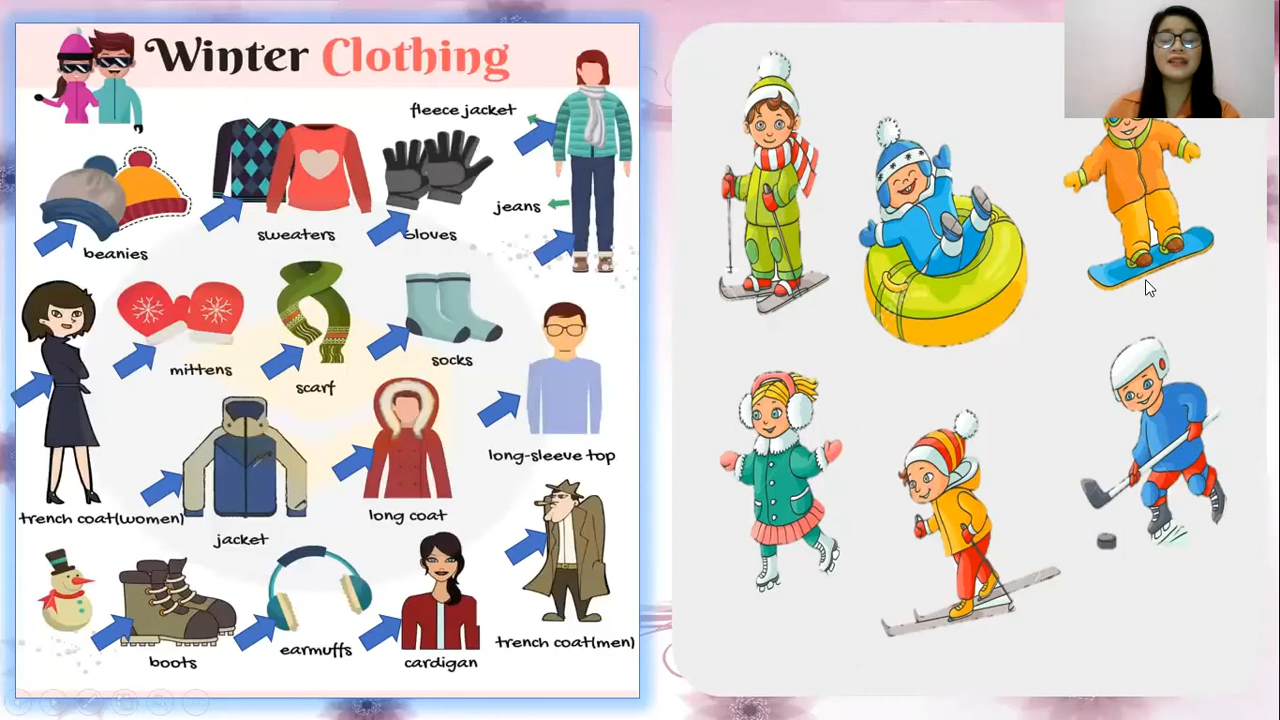 Winter Clothing
fleece jacket
jeans
beanies
sweaters
gloves
mittens
scarf
socks
long-sleeve top
trench coat(women)
jacket
long coat
boots
earmuffs
cardigan
trench coat(men)